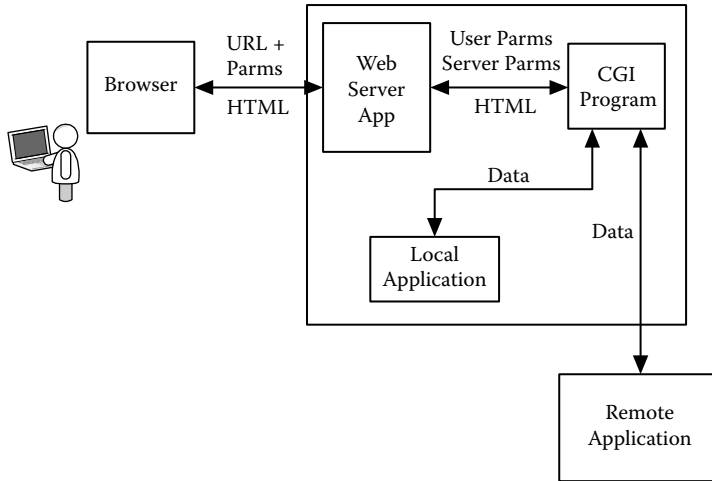 URL +
Parms
HTML
Browser
Web
Server
App
User Parms
Server Parms
HTML
CGI
Program
Data
Data
Local
Application
Remote
Application